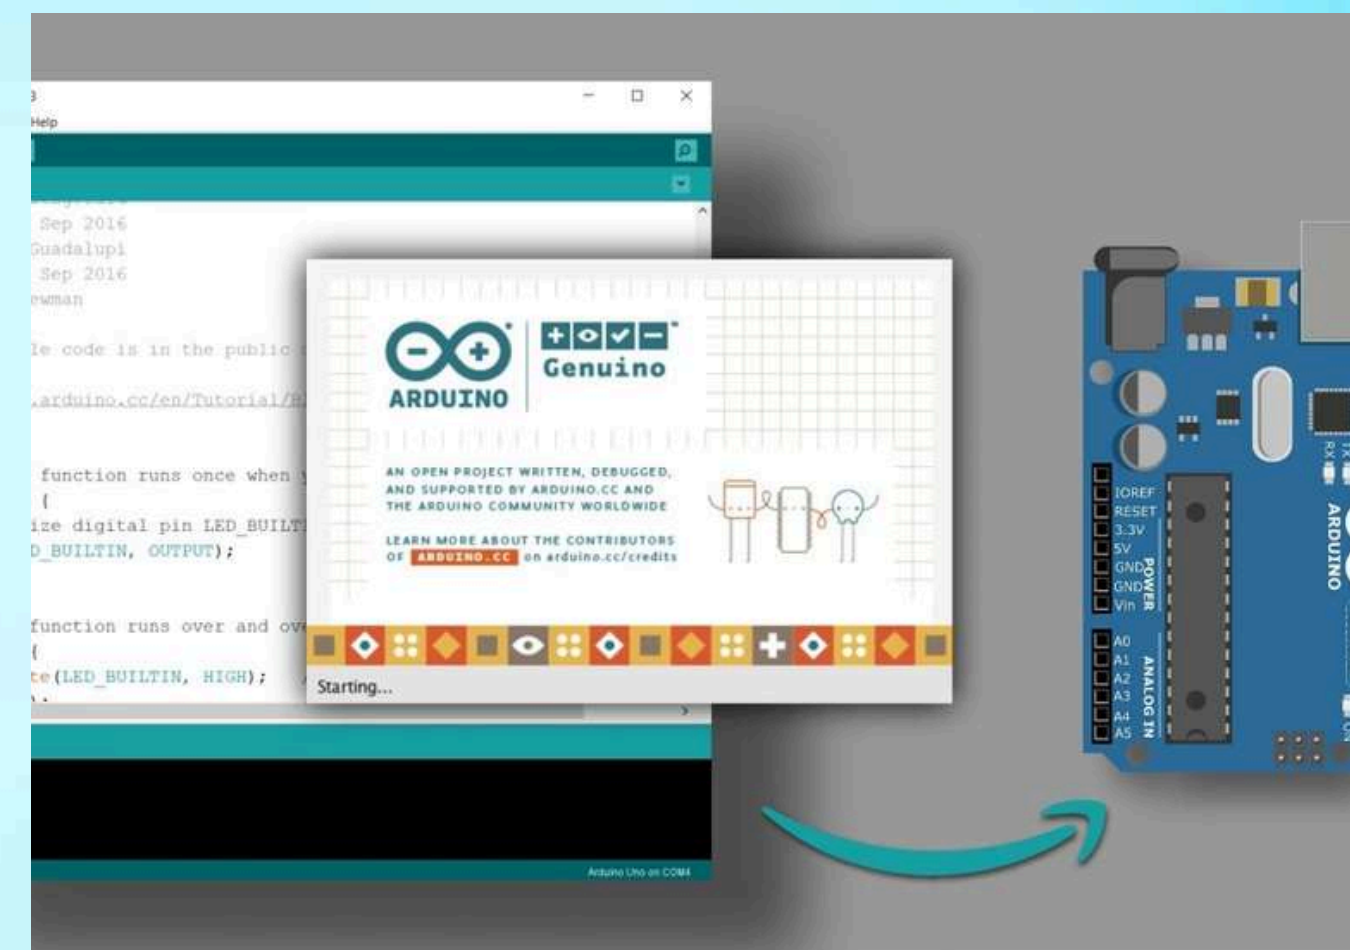 Help
Sep 2016
Guadalupi
Sep 2016
ewman
le code is in the public
.arduino.cc/en/Tutorial/
function runs once when
{
ize digital pin LED_BUILT
D_BUILTIN, OUTPUT);
function runs over and ove
{
te(LED_BUILTIN, HIGH);
Arduino Uno on COM4
ARDUINO
Genuino
AN OPEN PROJECT WRITTEN, DEBUGGED,
AND SUPPORTED BY ARDUINO.CC AND
THE ARDUINO COMMUNITY WORLDWIDE
LEARN MORE ABOUT THE CONTRIBUTORS
OF ARDUINO.CC on arduino.cc/credits
Starting...
IOREF
RESET
3.3V
5V
GND
GND
Vin
POWER
A0
A1
A2
A3
A4
A5
ANALOG IN
RX
TX
ARDUINO
ON